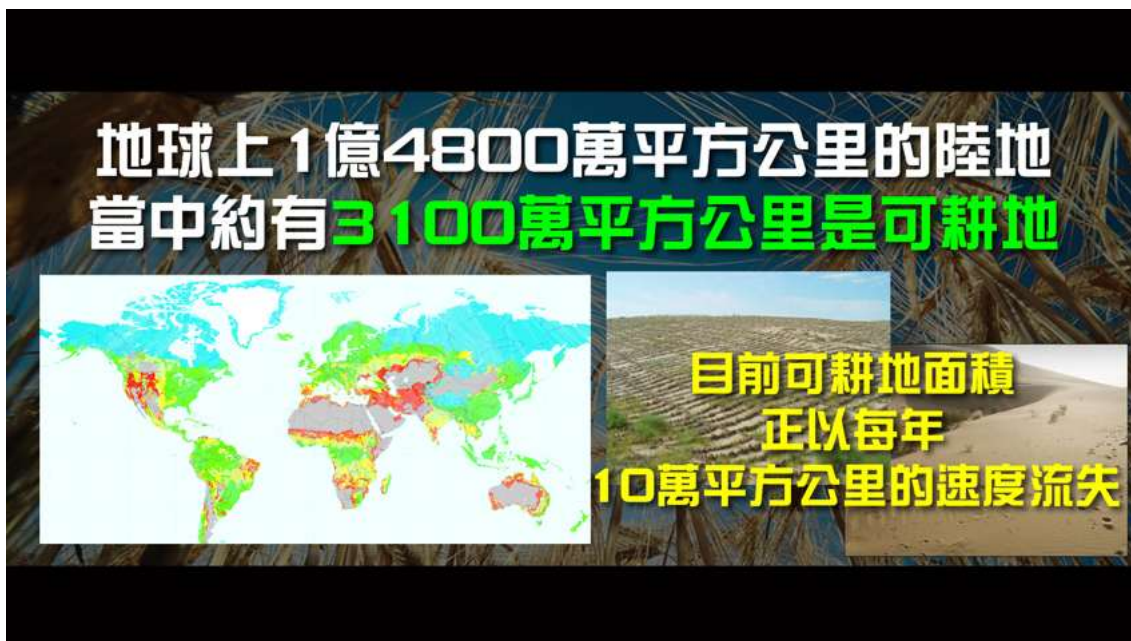 地球上1億4800萬平方公里的陸地
當中約有3100萬平方公里是可耕地
目前可耕地面積
正以每年
10萬平方公里的速度流失